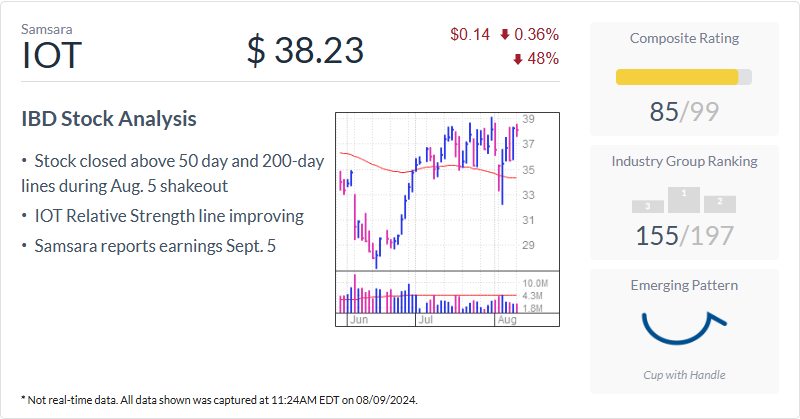 Samsara
IOT
$ 38.23
$0.14 0.36%
48%
IBD Stock Analysis
• Stock closed above 50 day and 200-day
lines during Aug. 5 shakeout
• IOT Relative Strength line improving
• Samsara reports earnings Sept. 5
39
37
35
33
31
29
10.0M
4.3M
1.8M
Jun Jul Aug
Composite Rating
85/99
Industry Group Ranking
3 1 2
155/197
Emerging Pattern
Cup with Handle
* Not real-time data. All data shown was captured at 11:24AM EDT on 08/09/2024.